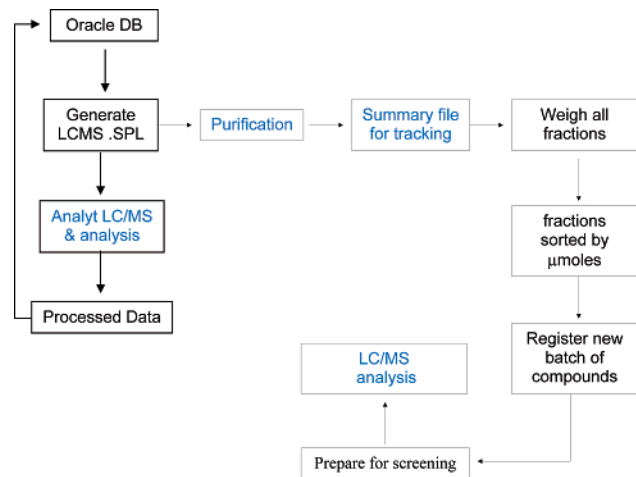 Oracle DB
Generate
LCMS .SPL
Purification
Summary file
for tracking
Weigh all
fractions
Analyt LC/MS
& analysis
fractions
sorted by
μmoles
Processed Data
Register new
batch of
compounds
LC/MS
analysis
Prepare for screening